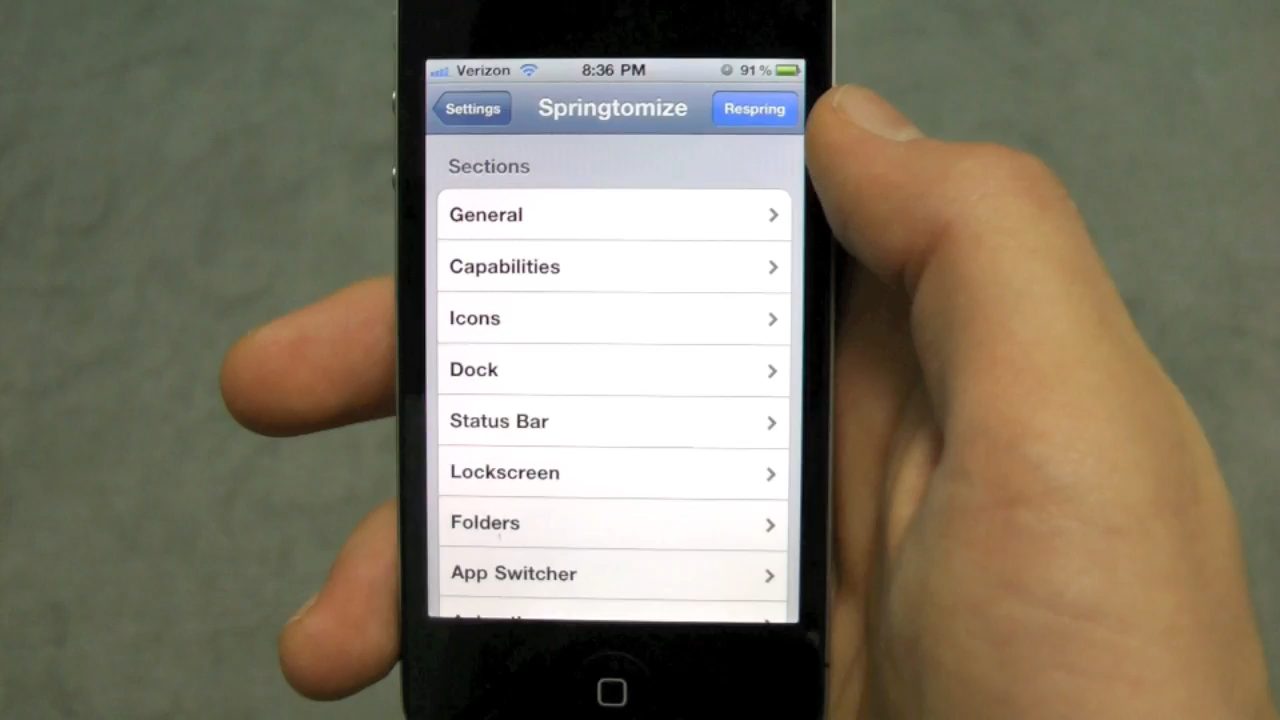 Verizon 8:36 PM 91%
Settings Springtomize Respring
Sections
General
Capabilities
Icons
Dock
Status Bar
Lockscreen
Folders
App Switcher